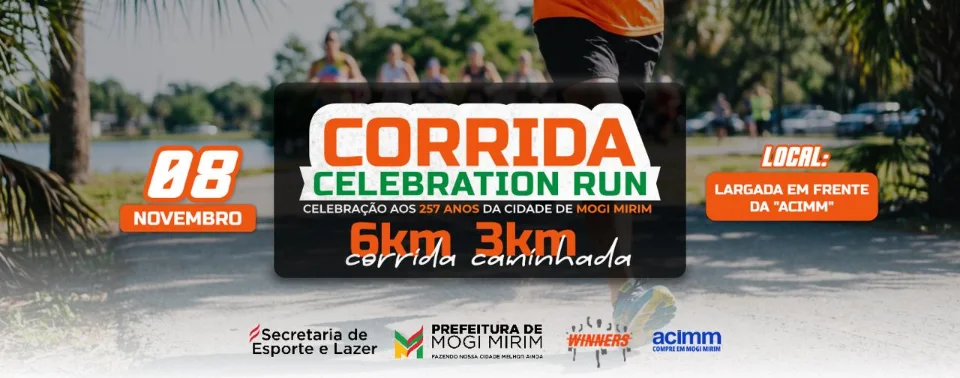 08
NOVEMBRO
CORRIDA
CELEBRATION RUN
CELEBRAÇÃO AOS 257 ANOS DA CIDADE DE MOGI MIRIM
6km 3km
corrida caminhada
LOCAL:
LARGADA EM FRENTE
DA "ACIMM"
Secretaria de
Esporte e Lazer
PREFEITURA DE
MOGI MIRIM
FAZENDO NOSSA CIDADE MELHOR AINDA
WINNERS
acimm
COMPRE EM MOGI MIRIM